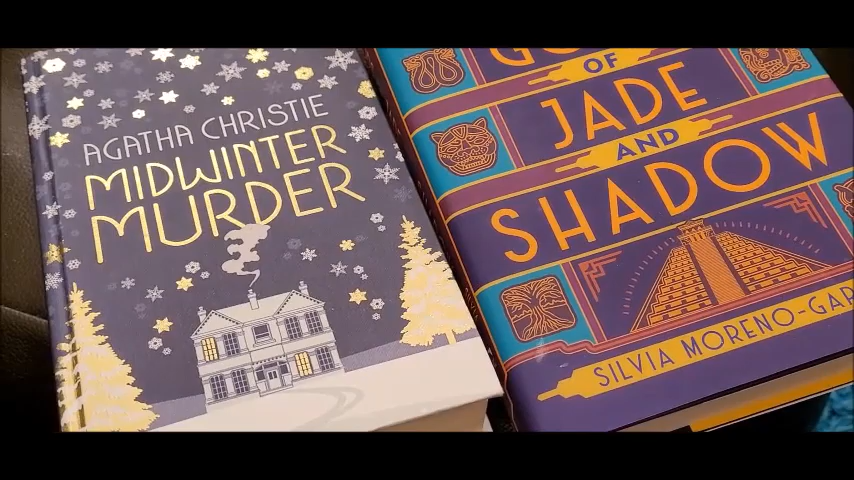 AGATHA CHRISTIE
MIDWINTER
MURDER
OF
JADE
AND
SHADOW
SILVIA MORENO-GAR